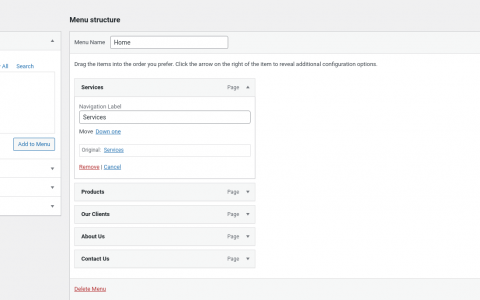 Menu structure
Menu Name Home
Drag the items into the order you prefer. Click the arrow on the right of the item to reveal additional configuration options.
All Search
Services Page
Navigation Label
Services
Move Down one
Original: Services
Remove | Cancel
Add to Menu
Products Page
Our Clients Page
About Us Page
Contact Us Page
Delete Menu